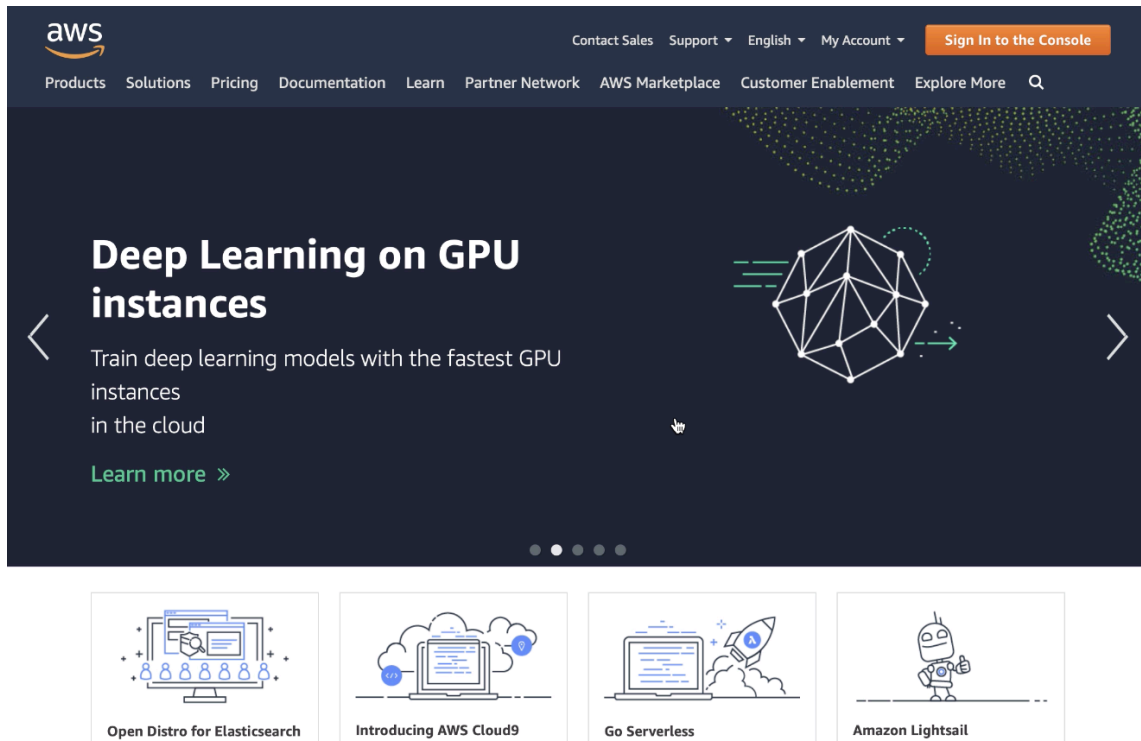 aws
Contact Sales Support English My Account Sign In to the Console
Products Solutions Pricing Documentation Learn Partner Network AWS Marketplace Customer Enablement Explore More
Deep Learning on GPU
instances
Train deep learning models with the fastest GPU
instances
in the cloud
Learn more »
Open Distro for Elasticsearch
Introducing AWS Cloud9
Go Serverless
Amazon Lightsail